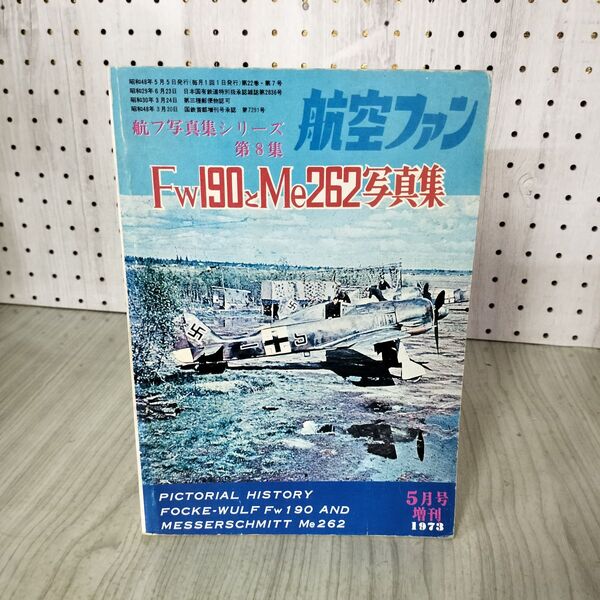 昭和48年5月5日発行(毎月1回1日発行)第22巻・第7号
昭和29年6月23日 日本国有鉄道特別扱承認雑誌第2836号
昭和30年3月24日 第三種郵便物認可
昭和48年3月20日 国鉄首都増刊号承認 第7291号
航空ファン
航フ写真集シリーズ
第8集
Fw190とMe262写真集
PICTORIAL HISTORY
FOCKE-WULF Fw190 AND
MESSERSCHMITT Me262
5月号
増刊
1973